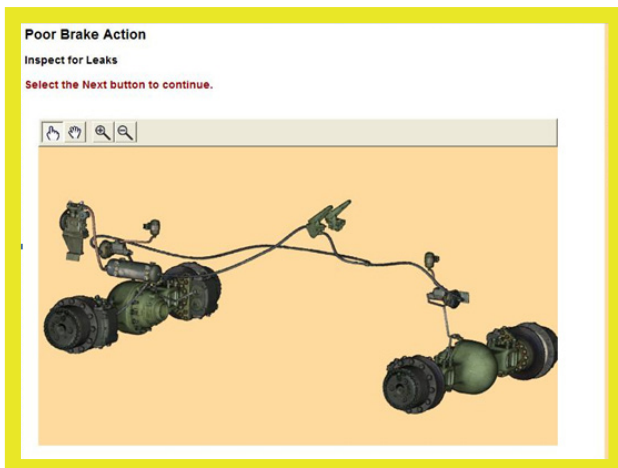 Poor Brake Action
Inspect for Leaks
Select the Next button to continue.